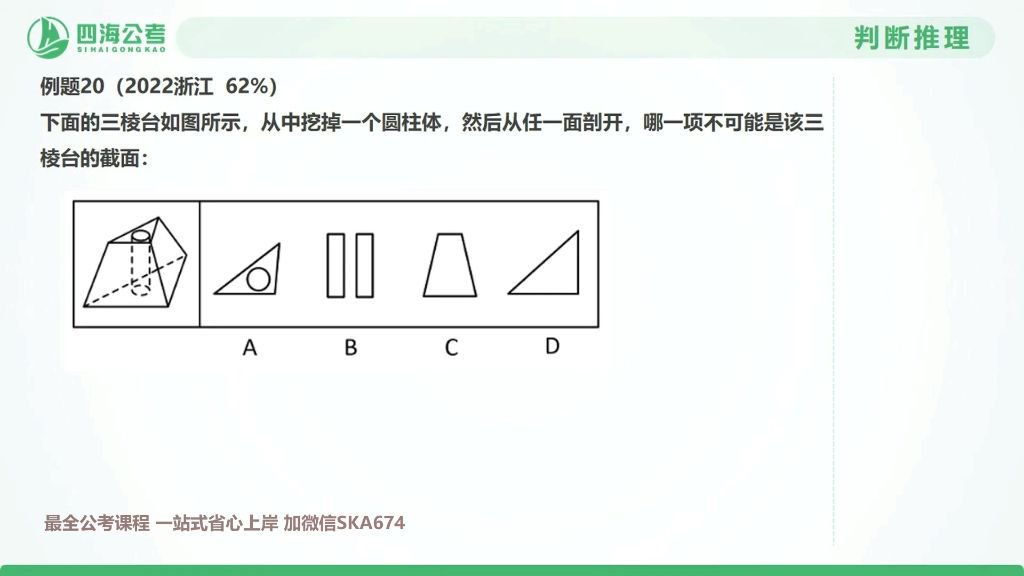 四海公考
SIHAIGONGKAO
判断推理
例题20（2022浙江 62%）
下面的三棱台如图所示，从中挖掉一个圆柱体，然后从任一面剖开，哪一项不可能是该三
棱台的截面：
A B C D
最全公考课程 一站式省心上岸 加微信SKA674